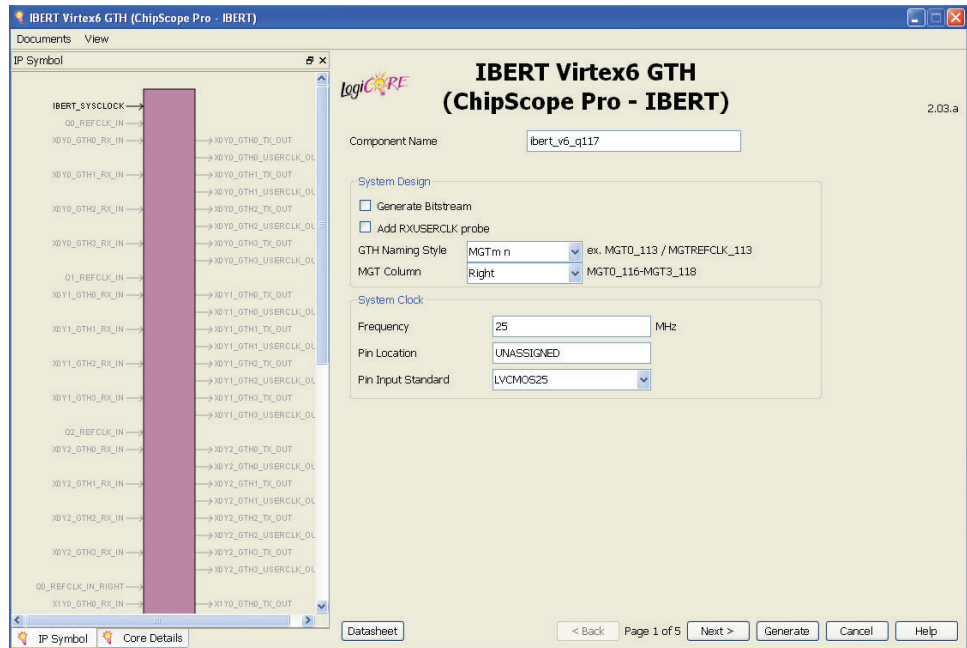 IBERT Virtex6 GTH (ChipScope Pro - IBERT)
Documents View
IP Symbol
IBERT_SYSCLOCK
Q0_REFCLK_IN
X0Y0_GTH0_RX_IN
X0Y0_GTH0_TX_OUT
X0Y0_GTH0_USERCLK_OU
X0Y0_GTH1_RX_IN
X0Y0_GTH1_TX_OUT
X0Y0_GTH1_USERCLK_OU
X0Y0_GTH2_RX_IN
X0Y0_GTH2_TX_OUT
X0Y0_GTH2_USERCLK_OU
X0Y0_GTH3_RX_IN
X0Y0_GTH3_TX_OUT
X0Y0_GTH3_USERCLK_OU
Q1_REFCLK_IN
X0Y1_GTH0_RX_IN
X0Y1_GTH0_TX_OUT
X0Y1_GTH0_USERCLK_OU
X0Y1_GTH1_RX_IN
X0Y1_GTH1_TX_OUT
X0Y1_GTH1_USERCLK_OU
X0Y1_GTH2_RX_IN
X0Y1_GTH2_TX_OUT
X0Y1_GTH2_USERCLK_OU
X0Y1_GTH3_RX_IN
X0Y1_GTH3_TX_OUT
X0Y1_GTH3_USERCLK_OU
Q2_REFCLK_IN
X0Y2_GTH0_RX_IN
X0Y2_GTH0_TX_OUT
X0Y2_GTH0_USERCLK_OU
X0Y2_GTH1_RX_IN
X0Y2_GTH1_TX_OUT
X0Y2_GTH1_USERCLK_OU
X0Y2_GTH2_RX_IN
X0Y2_GTH2_TX_OUT
X0Y2_GTH2_USERCLK_OU
X0Y2_GTH3_RX_IN
X0Y2_GTH3_TX_OUT
X0Y2_GTH3_USERCLK_OU
Q0_REFCLK_IN_RIGHT
X1Y0_GTH0_RX_IN
X1Y0_GTH0_TX_OUT
IP Symbol Core Details
LogiCORE
IBERT Virtex6 GTH
(ChipScope Pro - IBERT)
2.03.a
Component Name ibert_v6_q117
System Design
Generate Bitstream
Add RXUSERCLK probe
GTH Naming Style MGTm n ex. MGT0_113 / MGTREFCLK_113
MGT Column Right MGT0_116-MGT3_118
System Clock
Frequency 25 MHz
Pin Location UNASSIGNED
Pin Input Standard LVCMOS25
Datasheet < Back Page 1 of 5 Next > Generate Cancel Help